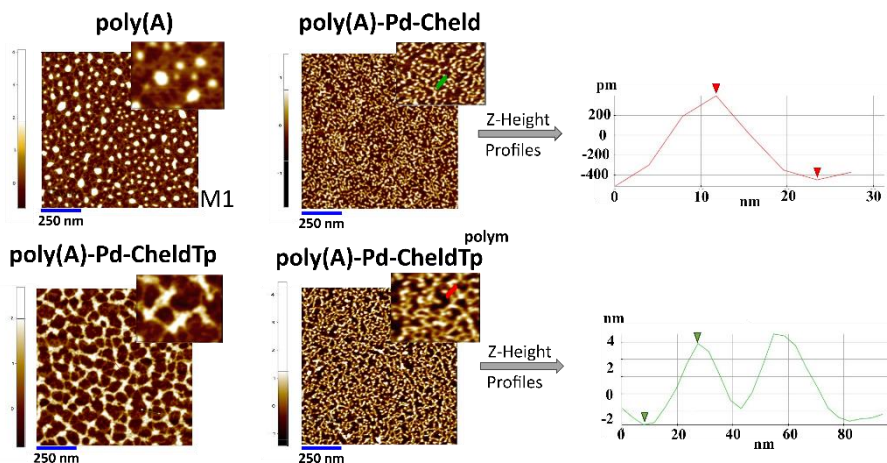 poly(A)
poly(A)-Pd-Cheld
M1
250 nm
250 nm
Z-Height
Profiles
pm
200
0
-200
-400
0 10 20 30
nm
poly(A)-Pd-CheldTp
poly(A)-Pd-CheldTp polym
250 nm
250 nm
Z-Height
Profiles
nm
4
2
0
-2
0 20 40 60 80
nm